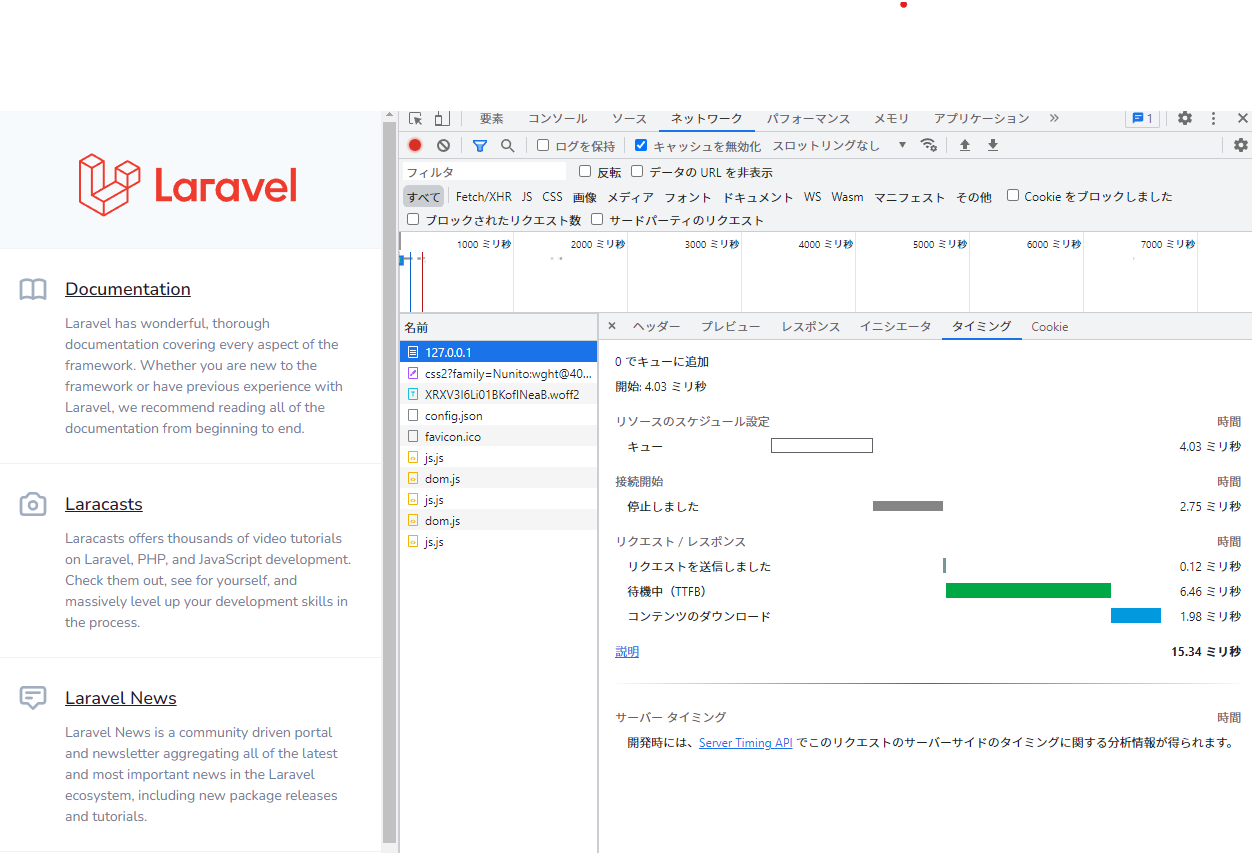 Laravel
Documentation
Laravel has wonderful, thorough
documentation covering every aspect of the
framework. Whether you are new to the
framework or have previous experience with
Laravel, we recommend reading all of the
documentation from beginning to end.
Laracasts
Laracasts offers thousands of video tutorials
on Laravel, PHP, and JavaScript development.
Check them out, see for yourself, and
massively level up your development skills in
the process.
Laravel News
Laravel News is a community driven portal
and newsletter aggregating all of the latest
and most important news in the Laravel
ecosystem, including new package releases
and tutorials.
要素 コンソール ソース ネットワーク パフォーマンス メモリ アプリケーション 1
ログを保持 キャッシュを無効化 スロットリングなし
フィルタ 反転 データの URL を非表示
すべて Fetch/XHR JS CSS 画像 メディア フォント ドキュメント WS Wasm マニフェスト その他 Cookie をブロックしました
ブロックされたリクエスト数 サードパーティのリクエスト
1000 ミリ秒 2000 ミリ秒 3000 ミリ秒 4000 ミリ秒 5000 ミリ秒 6000 ミリ秒 7000 ミリ秒
名前
127.0.0.1
css2?family=Nunito:wght@40...
XRXV3I6Li01BKofINeaB.woff2
config.json
favicon.ico
js.js
dom.js
js.js
dom.js
js.js
ヘッダー プレビュー レスポンス イニシエータ タイミング Cookie
0 でキューに追加
開始: 4.03 ミリ秒
リソースのスケジュール設定 時間
キュー 4.03 ミリ秒
接続開始 時間
停止しました 2.75 ミリ秒
リクエスト / レスポンス 時間
リクエストを送信しました 0.12 ミリ秒
待機中（TTFB） 6.46 ミリ秒
コンテンツのダウンロード 1.98 ミリ秒
説明 15.34 ミリ秒
サーバー タイミング 時間
開発時には、Server Timing API でこのリクエストのサーバーサイドのタイミングに関する分析情報が得られます。